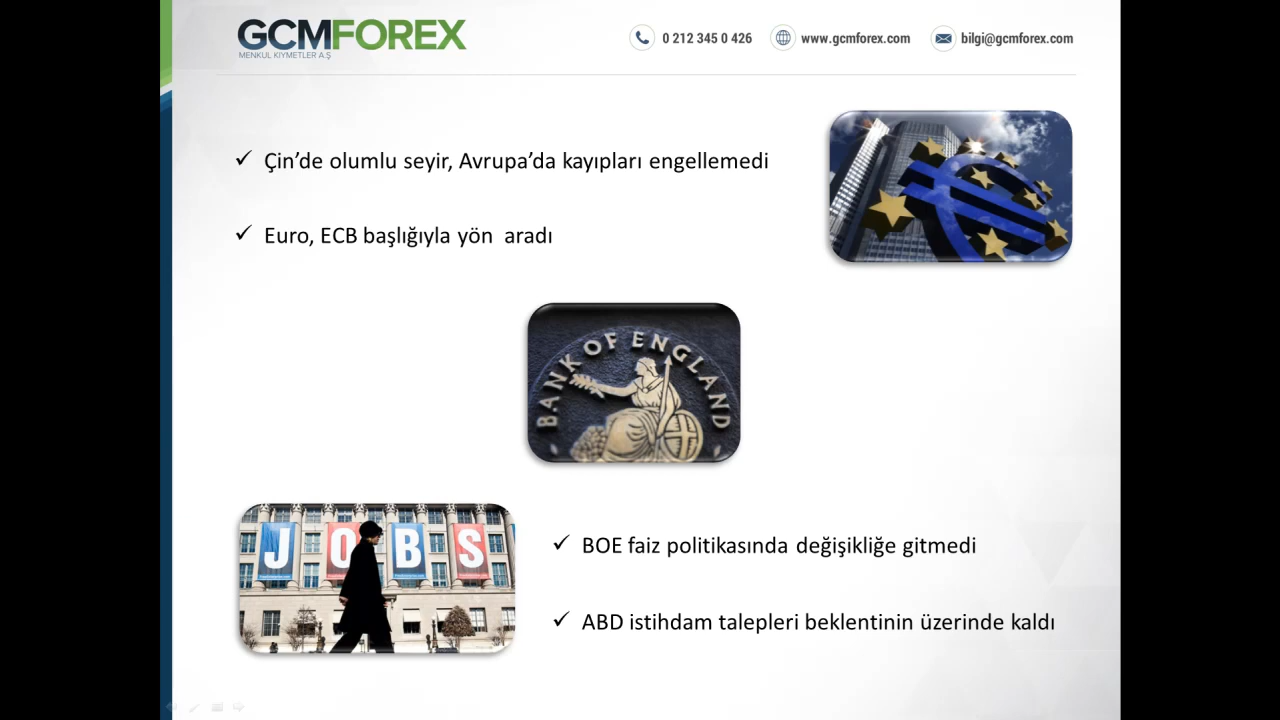 GCMFOREX
MENKUL KIYMETLER A.Ş
0 212 345 0 426
www.gcmforex.com
bilgi@gcmforex.com
Çin’de olumlu seyir, Avrupa’da kayıpları engellemedi
Euro, ECB başlığıyla yön aradı
BANK OF ENGLAND
JOBS
BOE faiz politikasında değişikliğe gitmedi
ABD istihdam talepleri beklentinin üzerinde kaldı